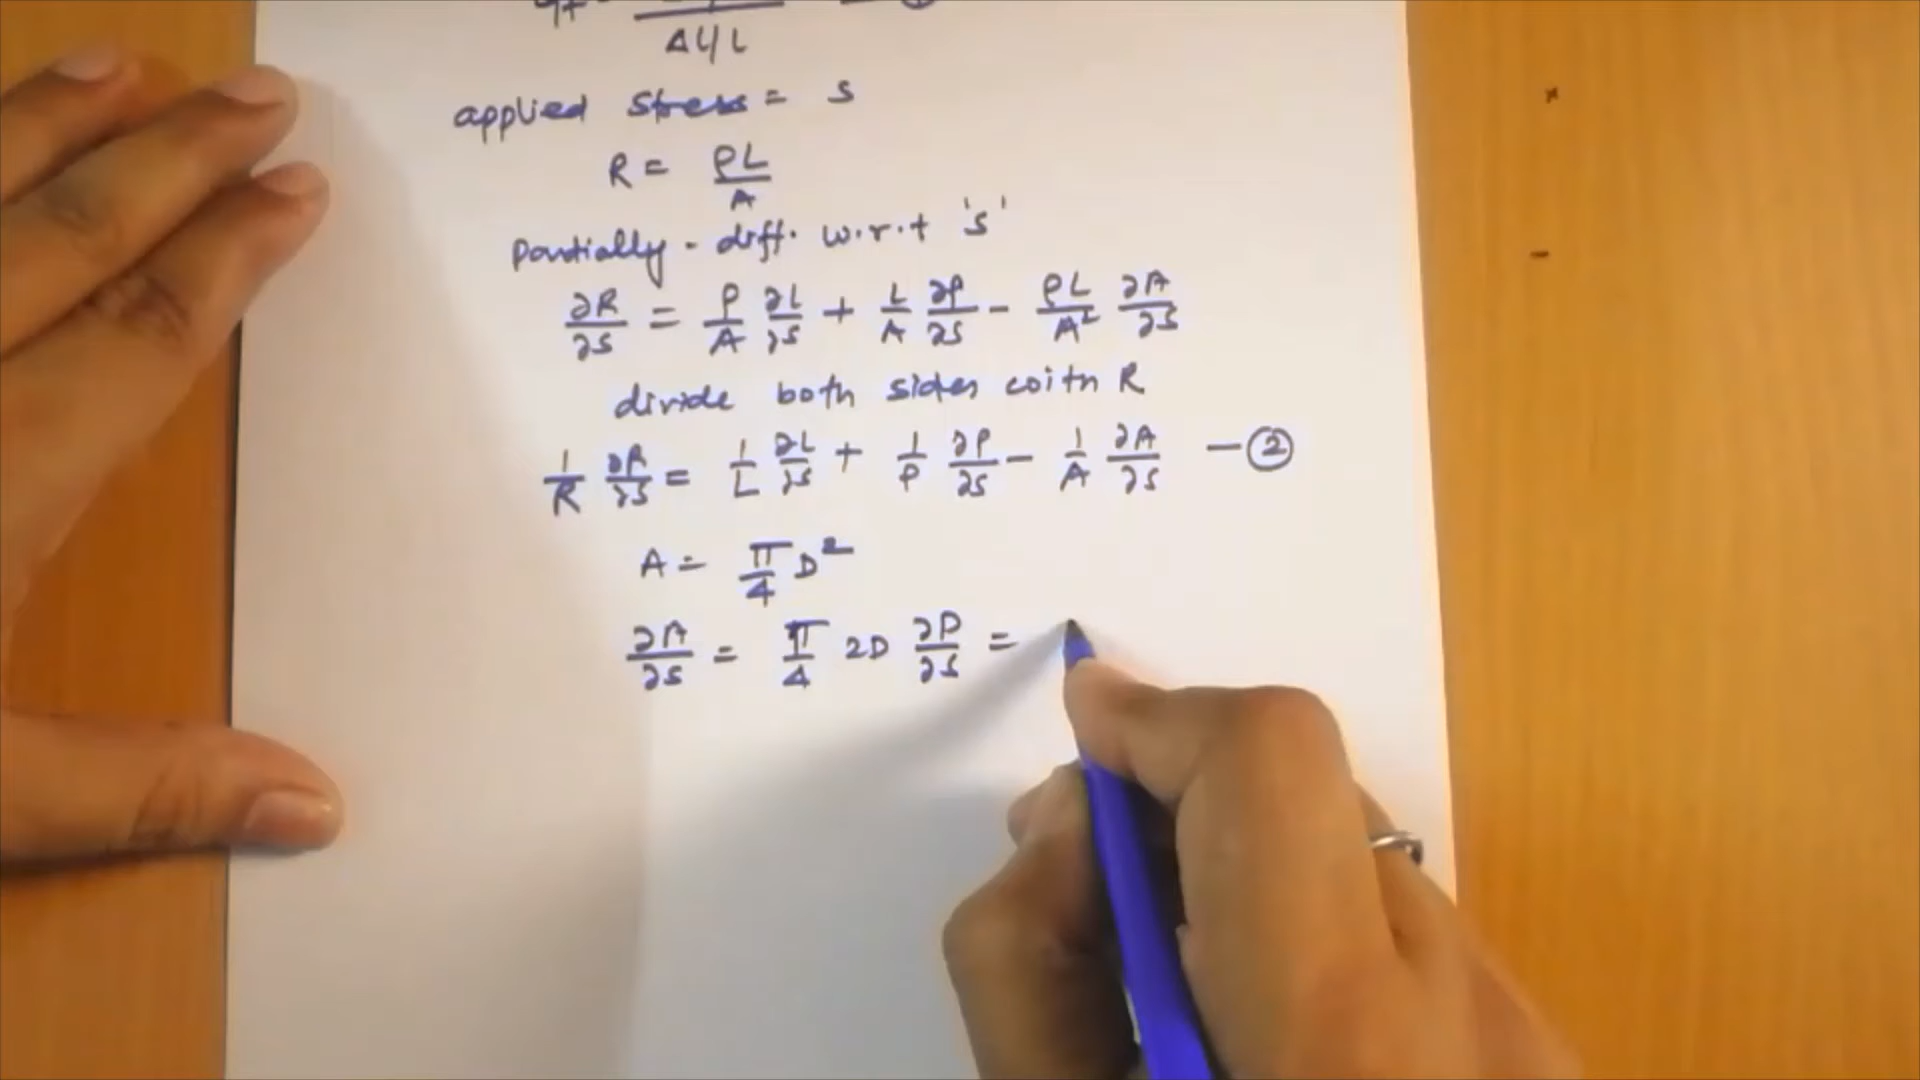 ΔL/L
applied stress = s
R = ρL/A
Partially - diff. w.r.t 's'
∂R/∂s = ρ/A ∂L/∂s + L/A ∂ρ/∂s - ρL/A² ∂A/∂s
divide both sides with R
1/R ∂R/∂s = 1/L ∂L/∂s + 1/ρ ∂ρ/∂s - 1/A ∂A/∂s - ②
A = π/4 D²
∂A/∂s = π/4 2D ∂D/∂s =